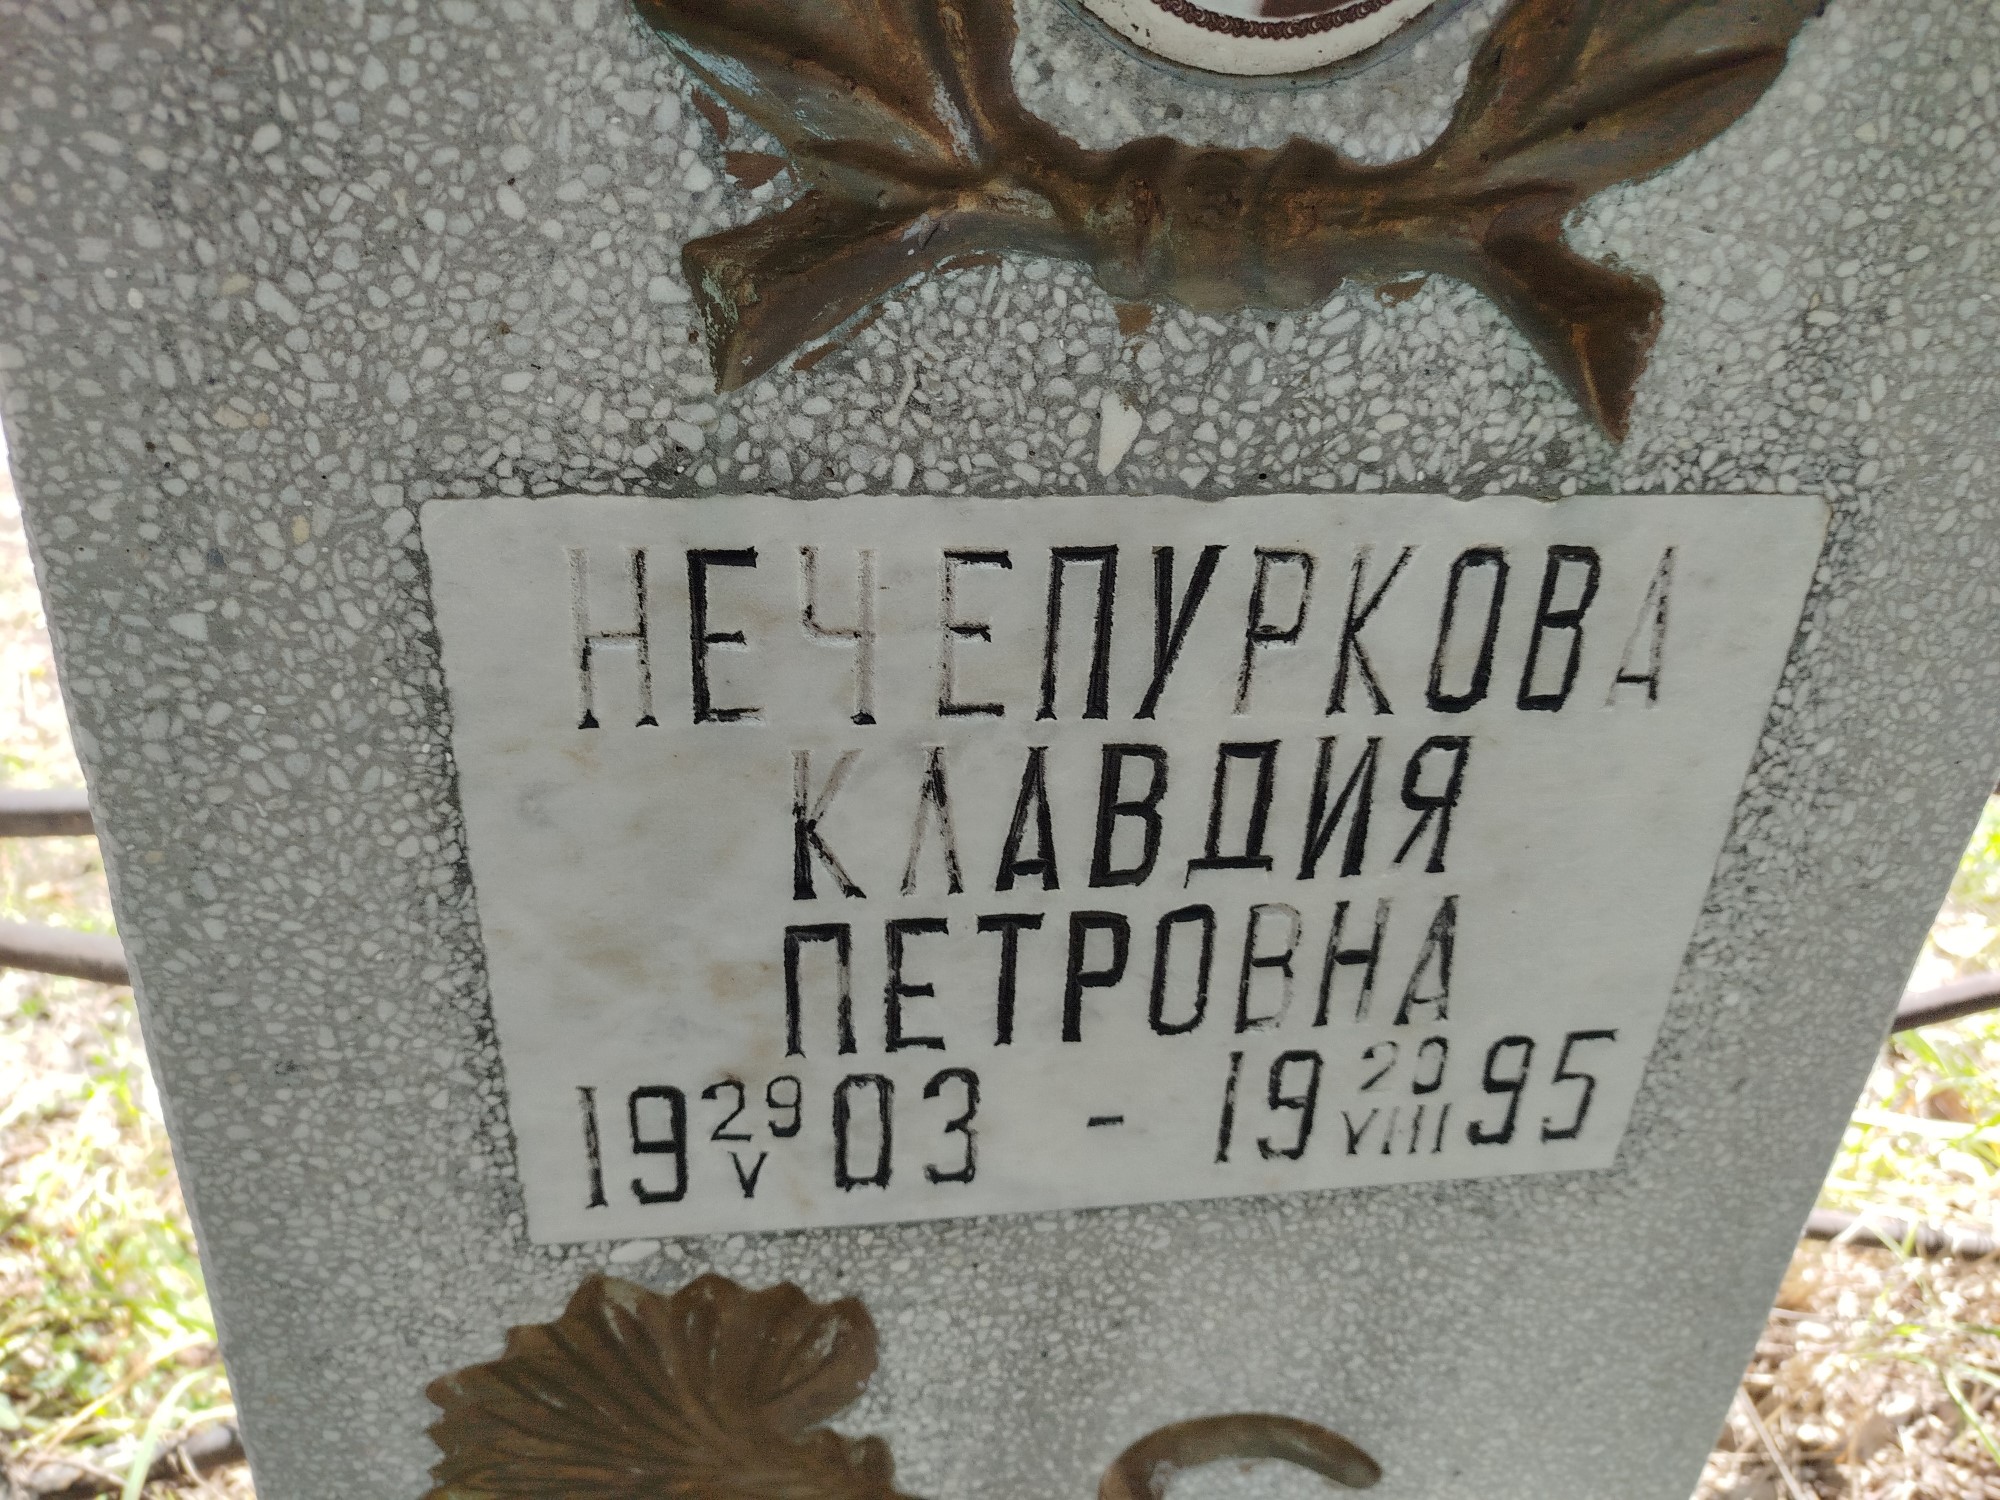 НЕЧЕПУРКОВА
КЛАВДИЯ
ПЕТРОВНА
19 29/V 03 - 19 20/VIII 95